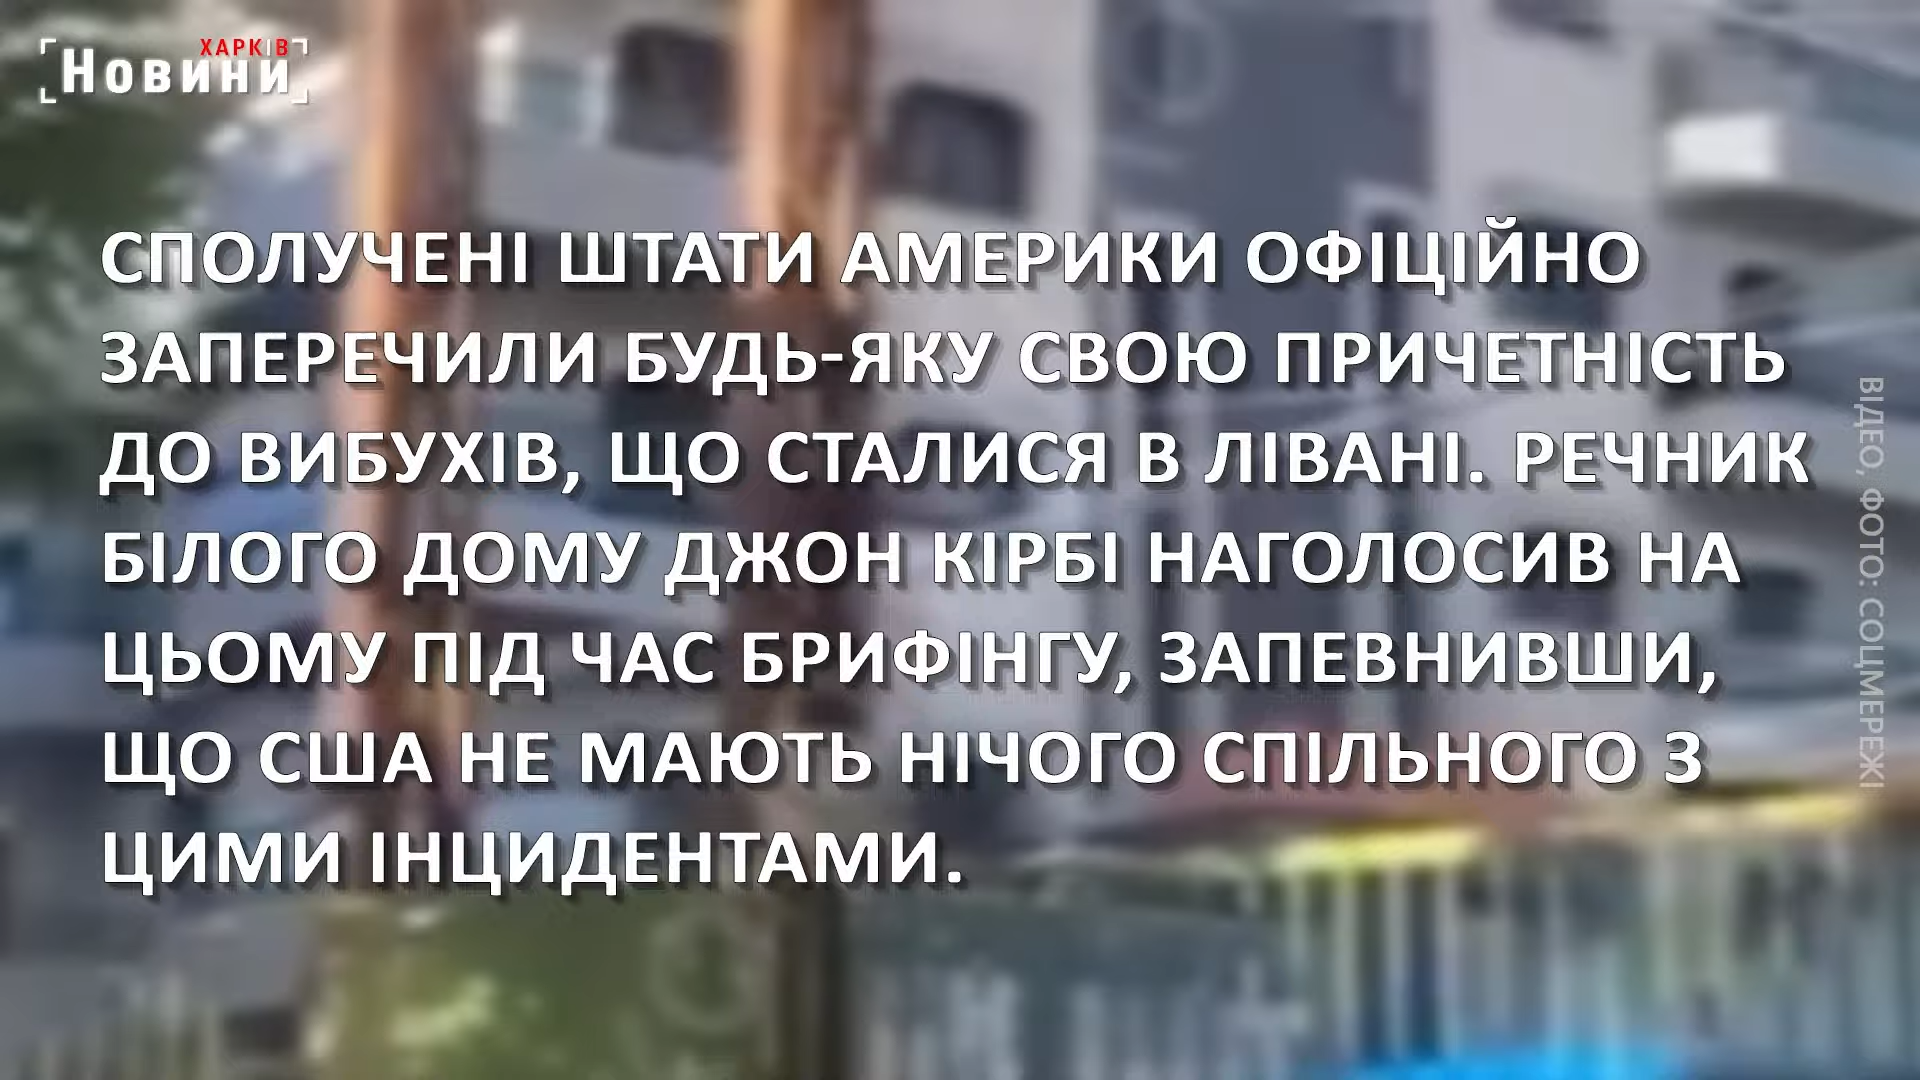 ХАРКІВ
Новини
СПОЛУЧЕНІ ШТАТИ АМЕРИКИ ОФІЦІЙНО
ЗАПЕРЕЧИЛИ БУДЬ-ЯКУ СВОЮ ПРИЧЕТНІСТЬ
ДО ВИБУХІВ, ЩО СТАЛИСЯ В ЛІВАНІ. РЕЧНИК
БІЛОГО ДОМУ ДЖОН КІРБІ НАГОЛОСИВ НА
ЦЬОМУ ПІД ЧАС БРИФІНГУ, ЗАПЕВНИВШИ,
ЩО США НЕ МАЮТЬ НІЧОГО СПІЛЬНОГО З
ЦИМИ ІНЦИДЕНТАМИ.
ВІДЕО, ФОТО: СОЦМЕРЕЖІ